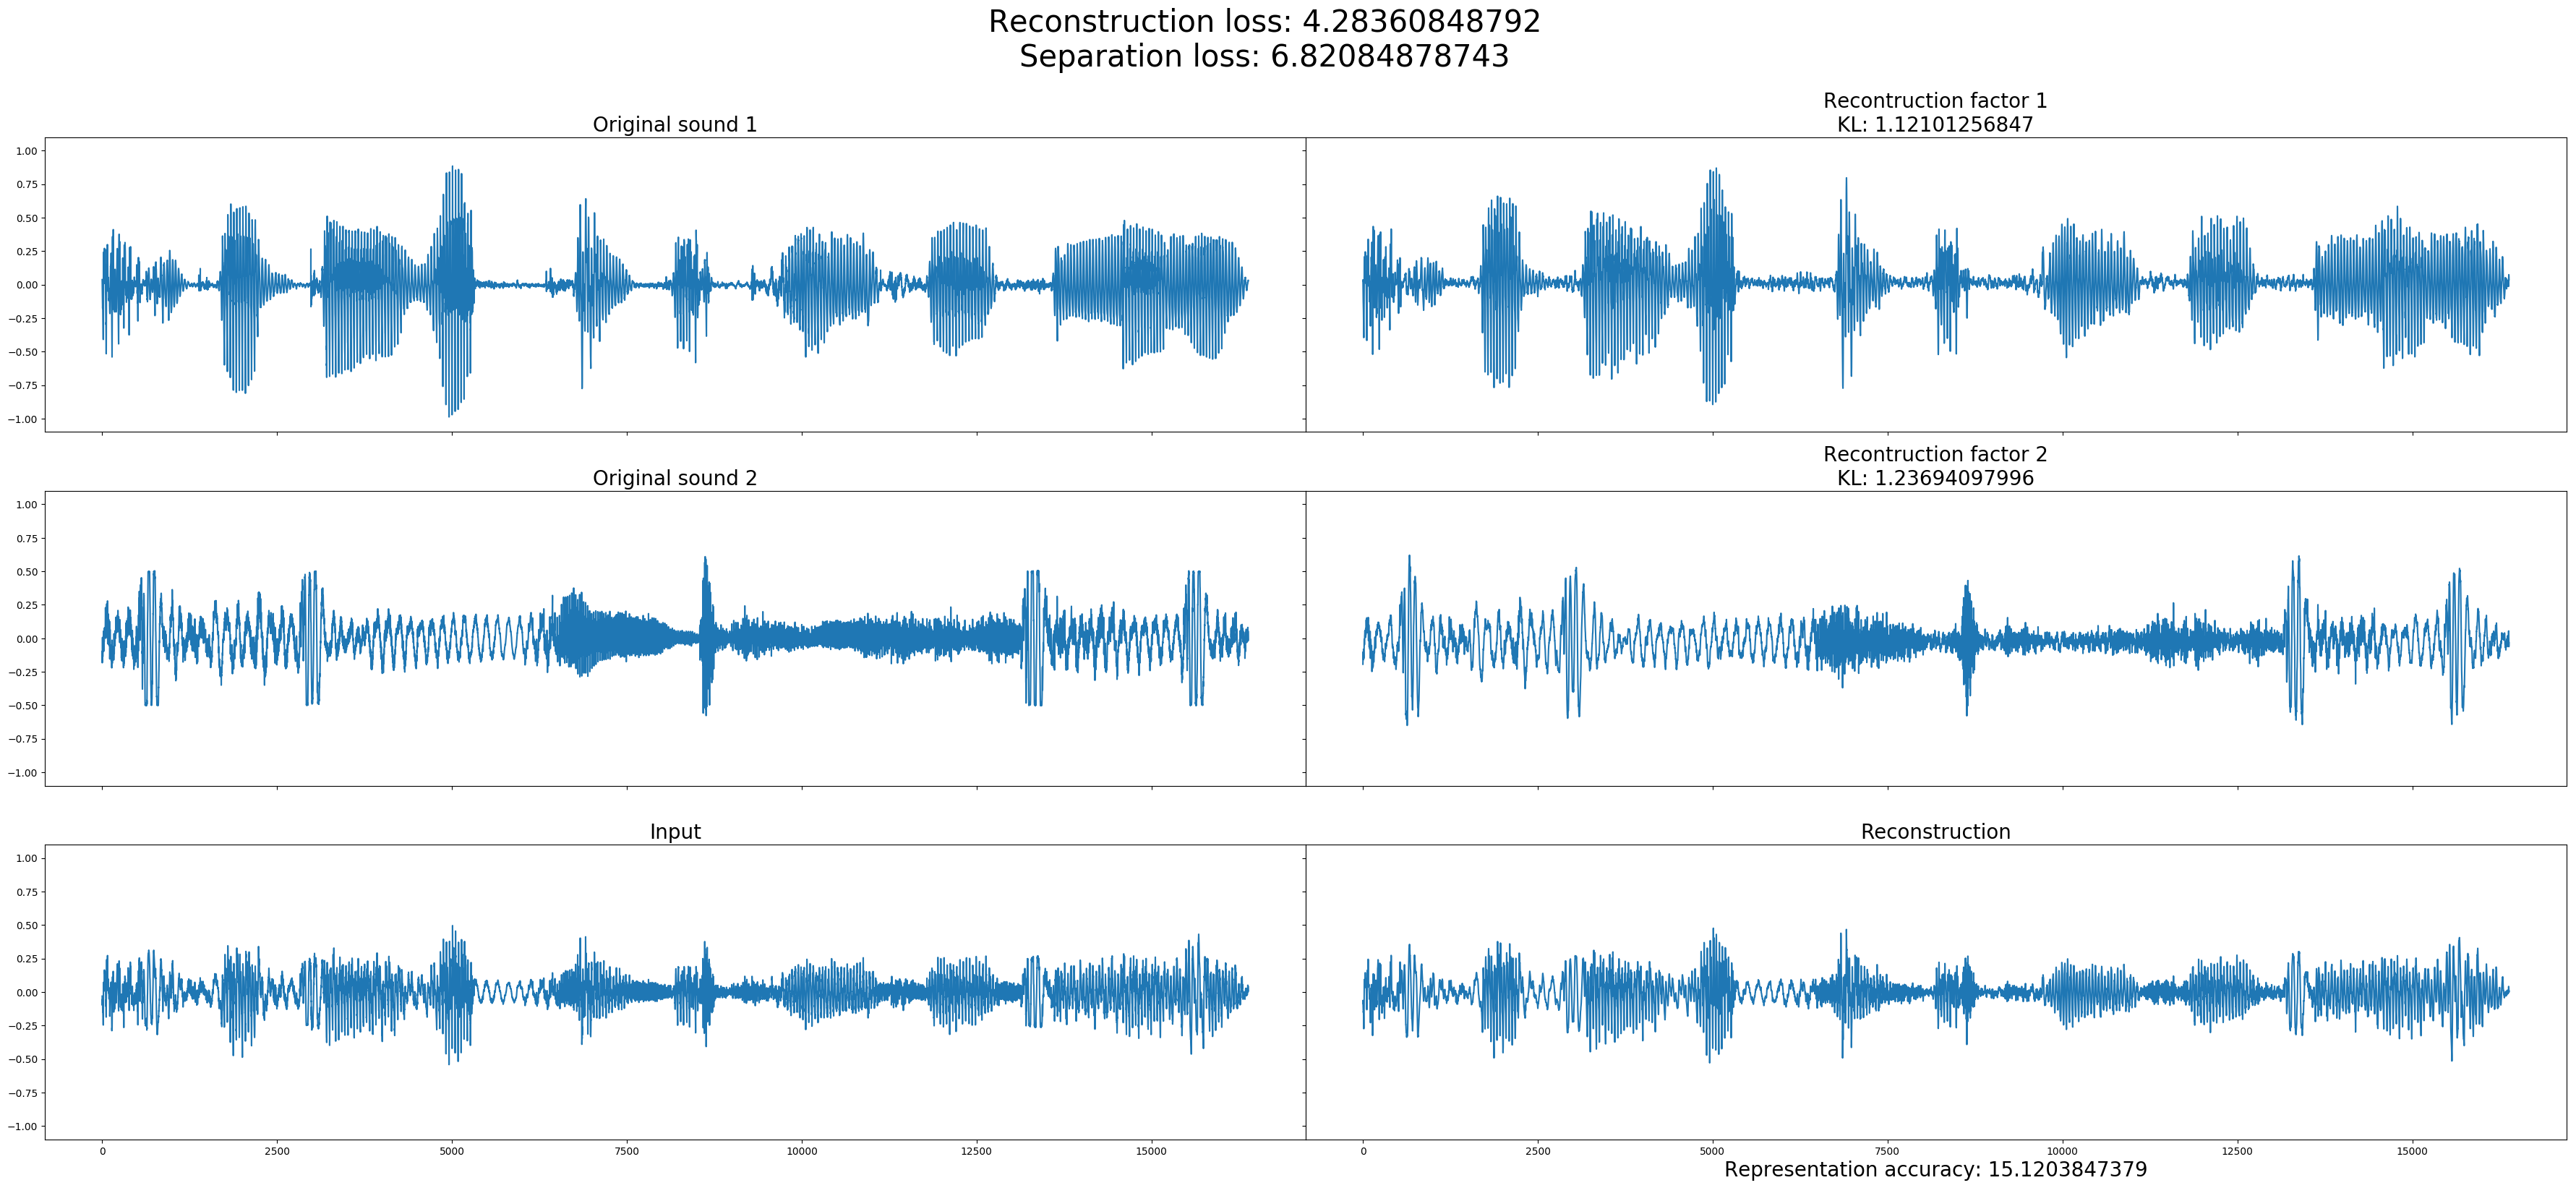 Reconstruction loss: 4.28360848792
Separation loss: 6.82084878743
Original sound 1
Recontruction factor 1
KL: 1.12101256847
1.00
0.75
0.50
0.25
0.00
−0.25
−0.50
−0.75
−1.00
Original sound 2
Recontruction factor 2
KL: 1.23694097996
1.00
0.75
0.50
0.25
0.00
−0.25
−0.50
−0.75
−1.00
Input
Reconstruction
1.00
0.75
0.50
0.25
0.00
−0.25
−0.50
−0.75
−1.00
0 2500 5000 7500 10000 12500 15000
0 2500 5000 7500 10000 12500 15000
Representation accuracy: 15.1203847379